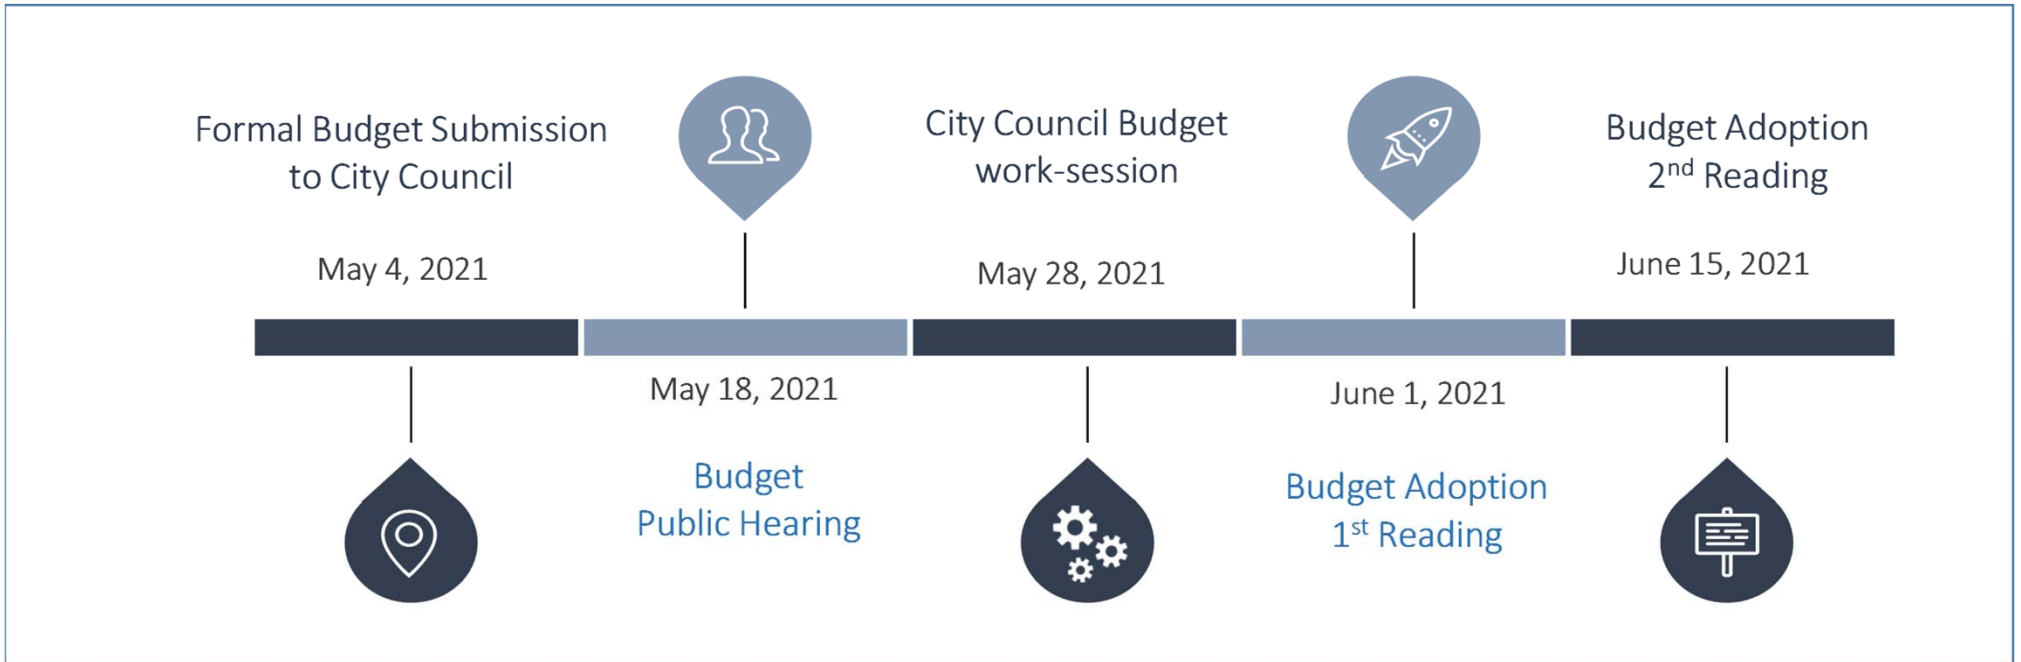 Formal Budget Submission
to City Council
May 4, 2021
May 18, 2021
Budget
Public Hearing
City Council Budget
work-session
May 28, 2021
June 1, 2021
Budget Adoption
1st Reading
Budget Adoption
2nd Reading
June 15, 2021